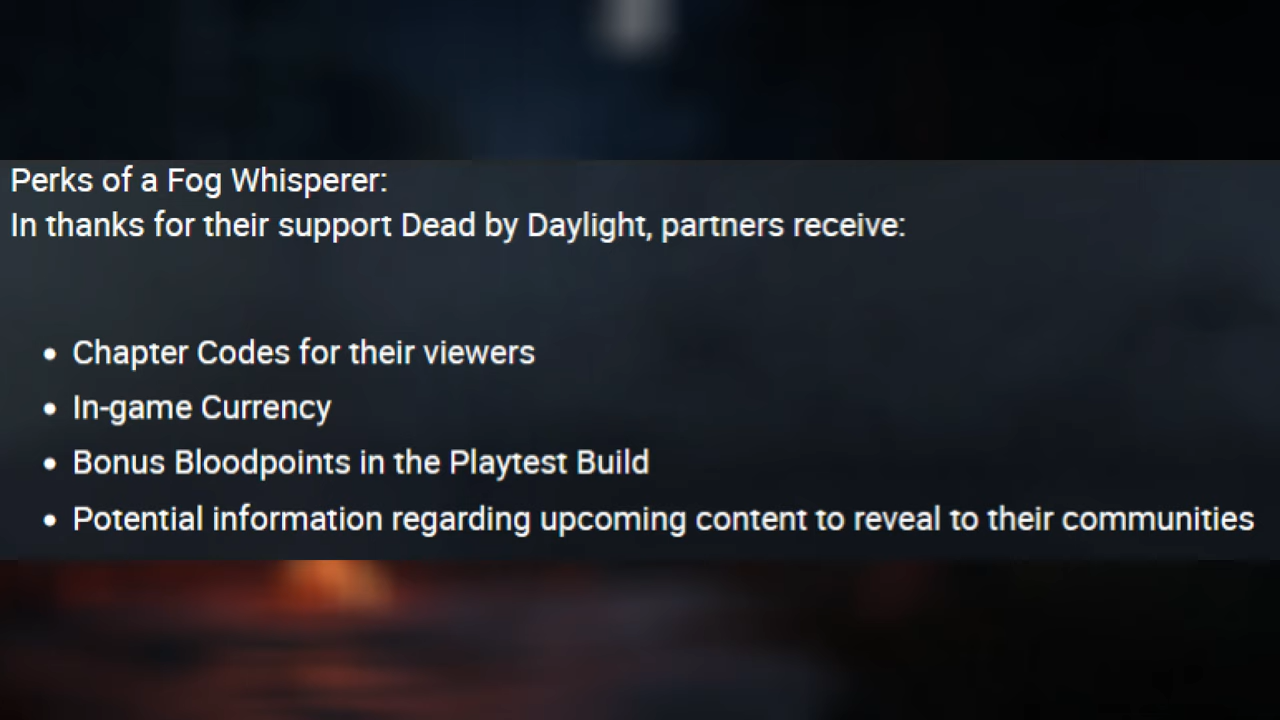 Perks of a Fog Whisperer:
In thanks for their support Dead by Daylight, partners receive:
• Chapter Codes for their viewers
• In-game Currency
• Bonus Bloodpoints in the Playtest Build
• Potential information regarding upcoming content to reveal to their communities